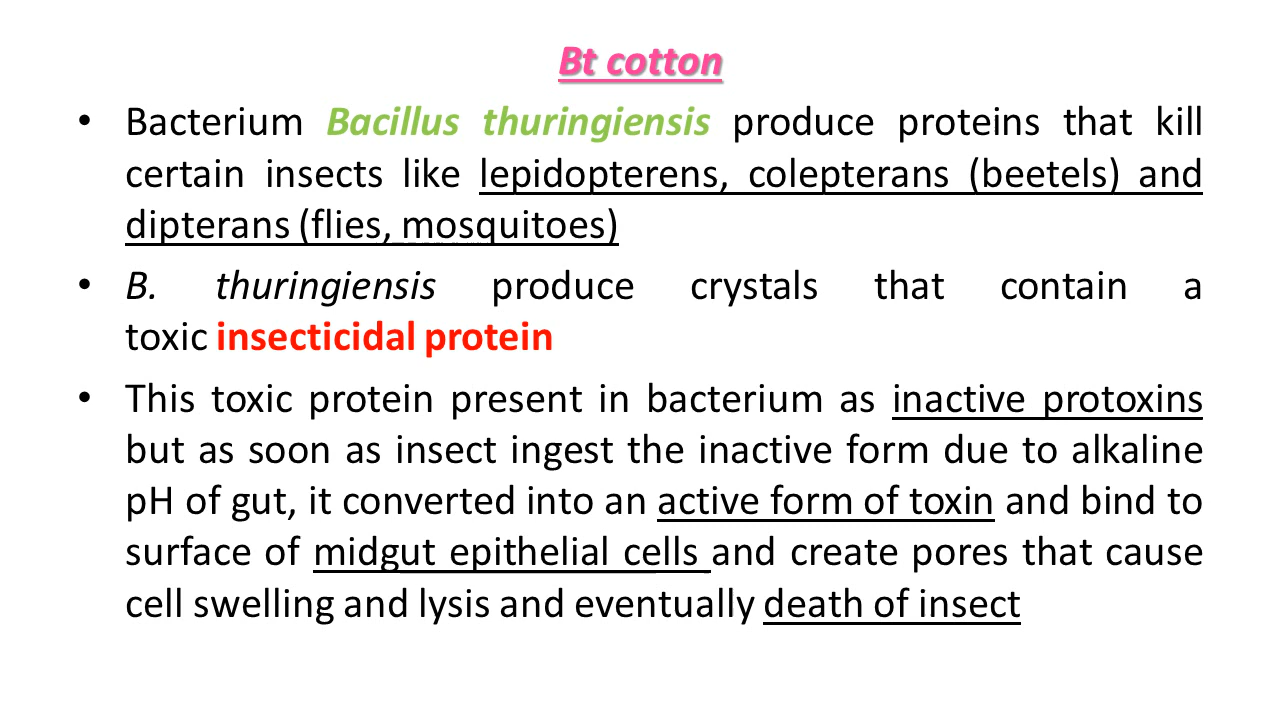 Bt cotton
• Bacterium Bacillus thuringiensis produce proteins that kill
certain insects like lepidopterens, colepterans (beetels) and
dipterans (flies, mosquitoes)
• B. thuringiensis produce crystals that contain a
toxic insecticidal protein
• This toxic protein present in bacterium as inactive protoxins
but as soon as insect ingest the inactive form due to alkaline
pH of gut, it converted into an active form of toxin and bind to
surface of midgut epithelial cells and create pores that cause
cell swelling and lysis and eventually death of insect